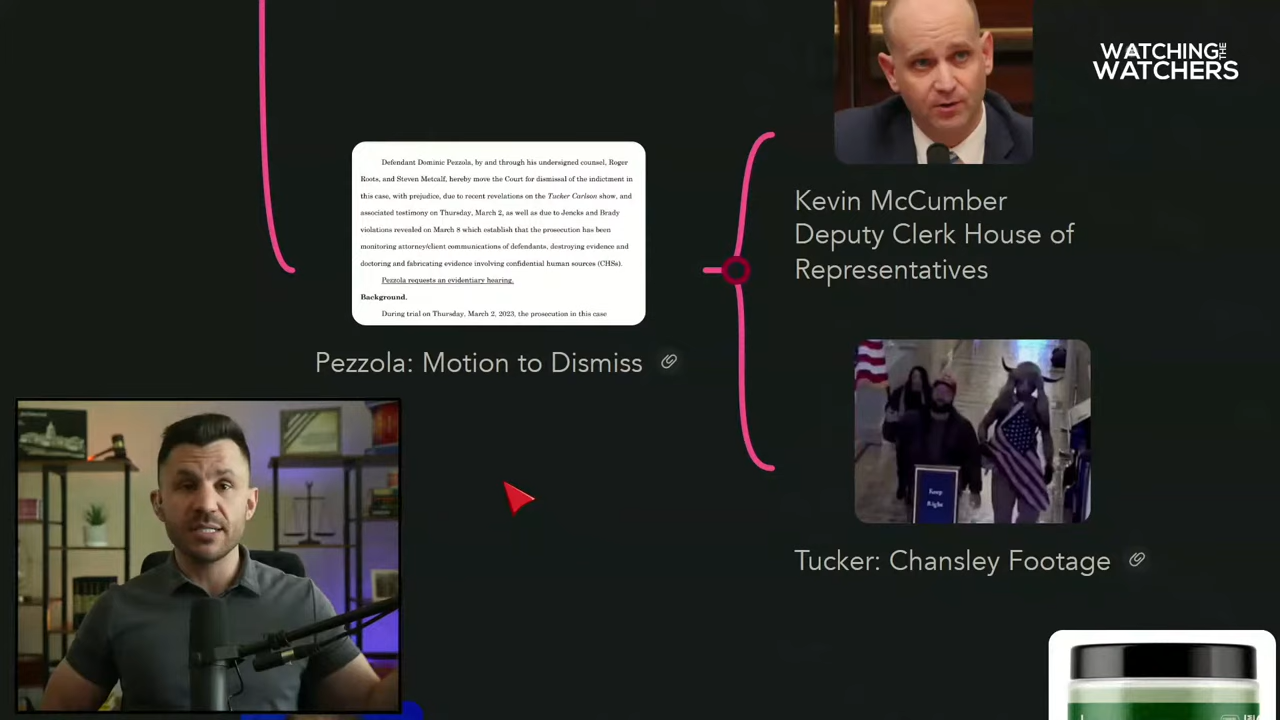 WATCHING THE
WATCHERS
Defendant Dominic Pezzola, by and through his undersigned counsel, Roger
Roots, and Steven Metcalf, hereby move the Court for dismissal of the indictment in
this case, with prejudice, due to recent revelations on the Tucker Carlson show, and
associated testimony on Thursday, March 2, as well as due to Jencks and Brady
violations revealed on March 8 which establish that the prosecution has been
monitoring attorney/client communications of defendants, destroying evidence and
doctoring and fabricating evidence involving confidential human sources (CHSs).
Pezzola requests an evidentiary hearing.
Background.
During trial on Thursday, March 2, 2023, the prosecution in this case
Pezzola: Motion to Dismiss
Kevin McCumber
Deputy Clerk House of
Representatives
Keep
Right
Tucker: Chansley Footage